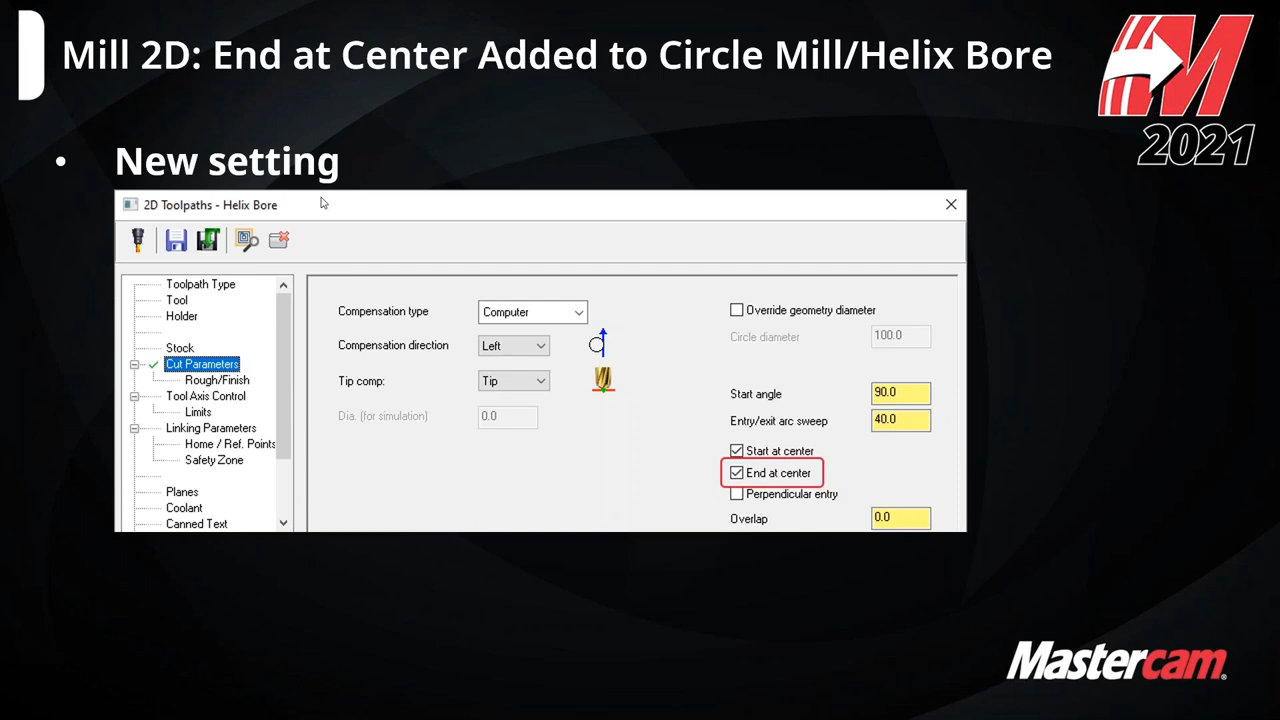 Mill 2D: End at Center Added to Circle Mill/Helix Bore
M
2021
• New setting
2D Toolpaths - Helix Bore
Toolpath Type
Tool
Holder
Stock
Cut Parameters
Rough/Finish
Tool Axis Control
Limits
Linking Parameters
Home / Ref. Points
Safety Zone
Planes
Coolant
Canned Text
Compensation type Computer
Compensation direction Left
Tip comp: Tip
Dia. (for simulation) 0.0
Override geometry diameter
Circle diameter 100.0
Start angle 90.0
Entry/exit arc sweep 40.0
Start at center
End at center
Perpendicular entry
Overlap 0.0
Mastercam®